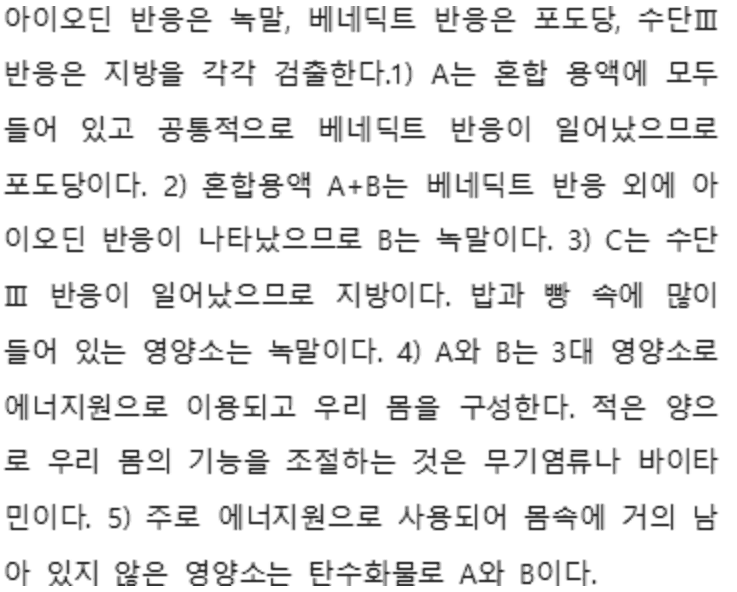 아이오딘 반응은 녹말, 베네딕트 반응은 포도당, 수단Ⅲ
반응은 지방을 각각 검출한다.1) A는 혼합 용액에 모두
들어 있고 공통적으로 베네딕트 반응이 일어났으므로
포도당이다. 2) 혼합용액 A+B는 베네딕트 반응 외에 아
이오딘 반응이 나타났으므로 B는 녹말이다. 3) C는 수단
Ⅲ 반응이 일어났으므로 지방이다. 밥과 빵 속에 많이
들어 있는 영양소는 녹말이다. 4) A와 B는 3대 영양소로
에너지원으로 이용되고 우리 몸을 구성한다. 적은 양으
로 우리 몸의 기능을 조절하는 것은 무기염류나 바이타
민이다. 5) 주로 에너지원으로 사용되어 몸속에 거의 남
아 있지 않은 영양소는 탄수화물로 A와 B이다.